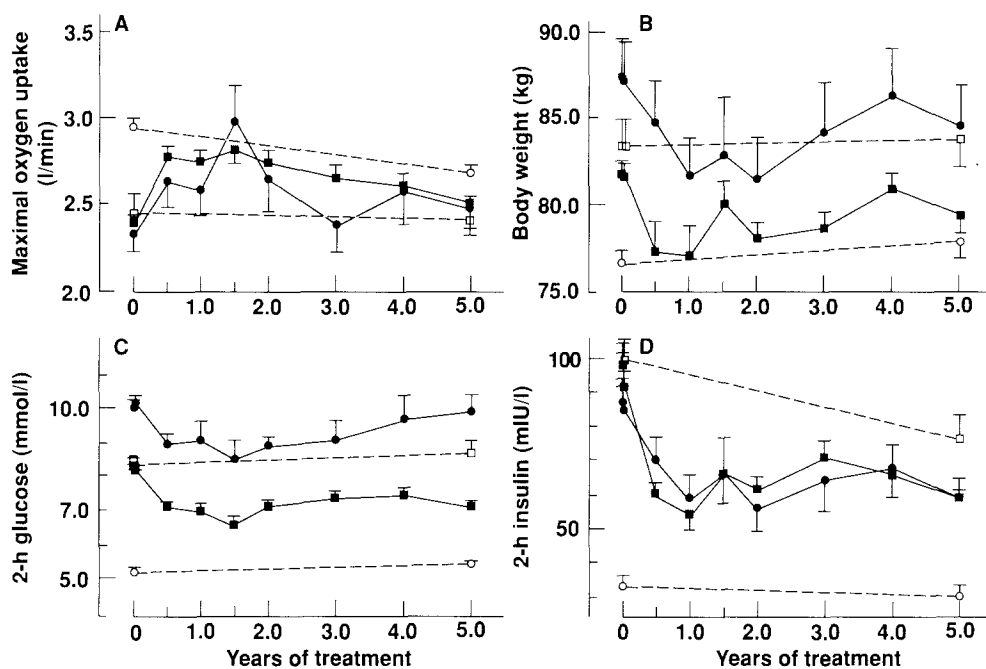 A
Maximal oxygen uptake
(l/min)
3.5
3.0
2.5
2.0
0 1.0 2.0 3.0 4.0 5.0
B
Body weight (kg)
90.0
85.0
80.0
75.0
0 1.0 2.0 3.0 4.0 5.0
C
2-h glucose (mmol/l)
10.0
7.0
5.0
0 1.0 2.0 3.0 4.0 5.0
Years of treatment
D
2-h insulin (mIU/l)
100
50
0 1.0 2.0 3.0 4.0 5.0
Years of treatment